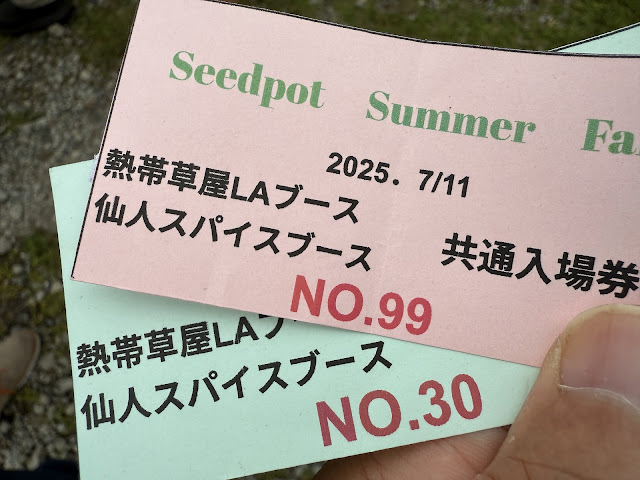 Seedpot Summer Fa
2025. 7/11
熱帯草屋LAブース
仙人スパイスブース
共通入場券
NO.99
熱帯草屋LAブ
仙人スパイスブース
NO.30